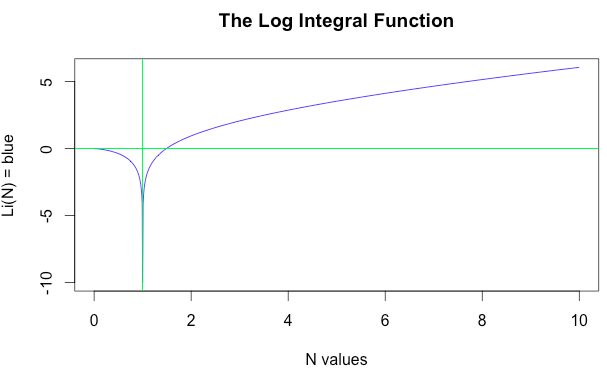 The Log Integral Function
Li(N) = blue
5
0
-5
-10
0 2 4 6 8 10
N values